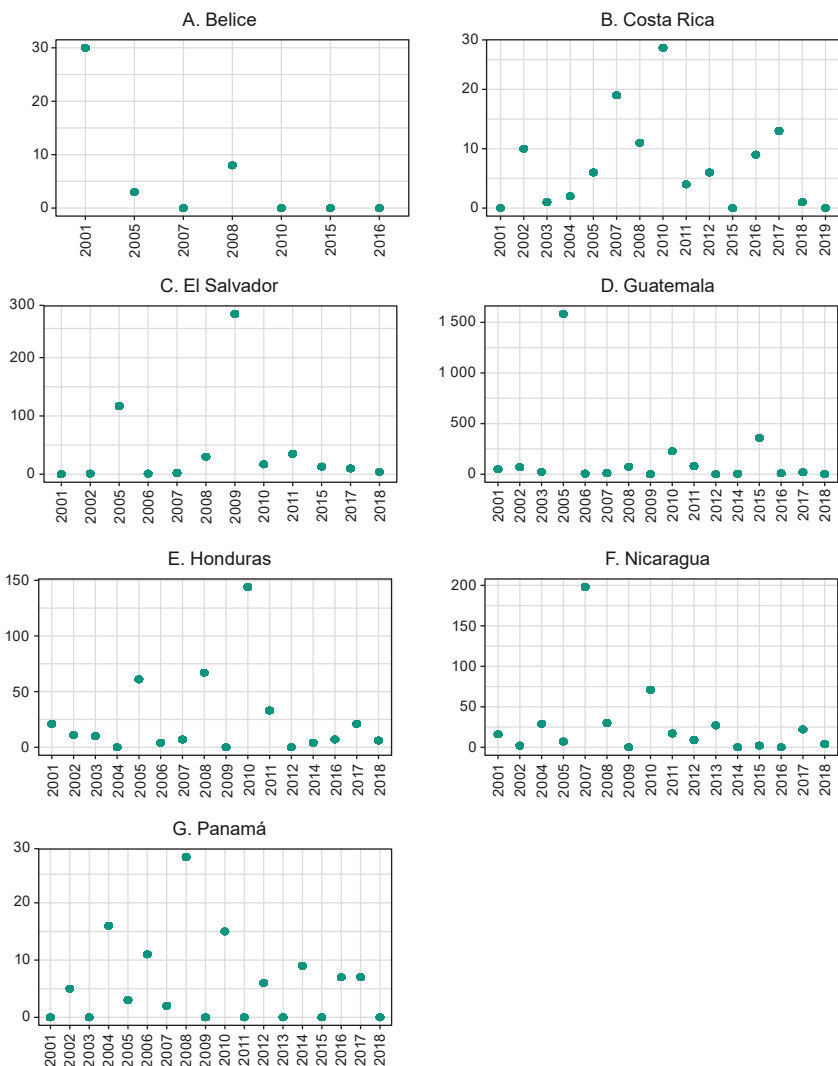 A. Belice
30
20
10
0
2001 2005 2007 2008 2010 2015 2016
B. Costa Rica
30
20
10
0
2001 2002 2003 2004 2005 2007 2008 2010 2011 2012 2015 2016 2017 2018 2019
C. El Salvador
300
200
100
0
2001 2002 2005 2006 2007 2008 2009 2010 2011 2015 2017 2018
D. Guatemala
1 500
1 000
500
0
2001 2002 2003 2005 2006 2007 2008 2009 2010 2011 2012 2014 2015 2016 2017 2018
E. Honduras
150
100
50
0
2001 2002 2003 2004 2005 2006 2007 2008 2009 2010 2011 2012 2014 2016 2017 2018
F. Nicaragua
200
150
100
50
0
2001 2002 2004 2005 2007 2008 2009 2010 2011 2012 2013 2014 2015 2016 2017 2018
G. Panamá
30
20
10
0
2001 2002 2003 2004 2005 2006 2007 2008 2009 2010 2011 2012 2013 2014 2015 2016 2017 2018